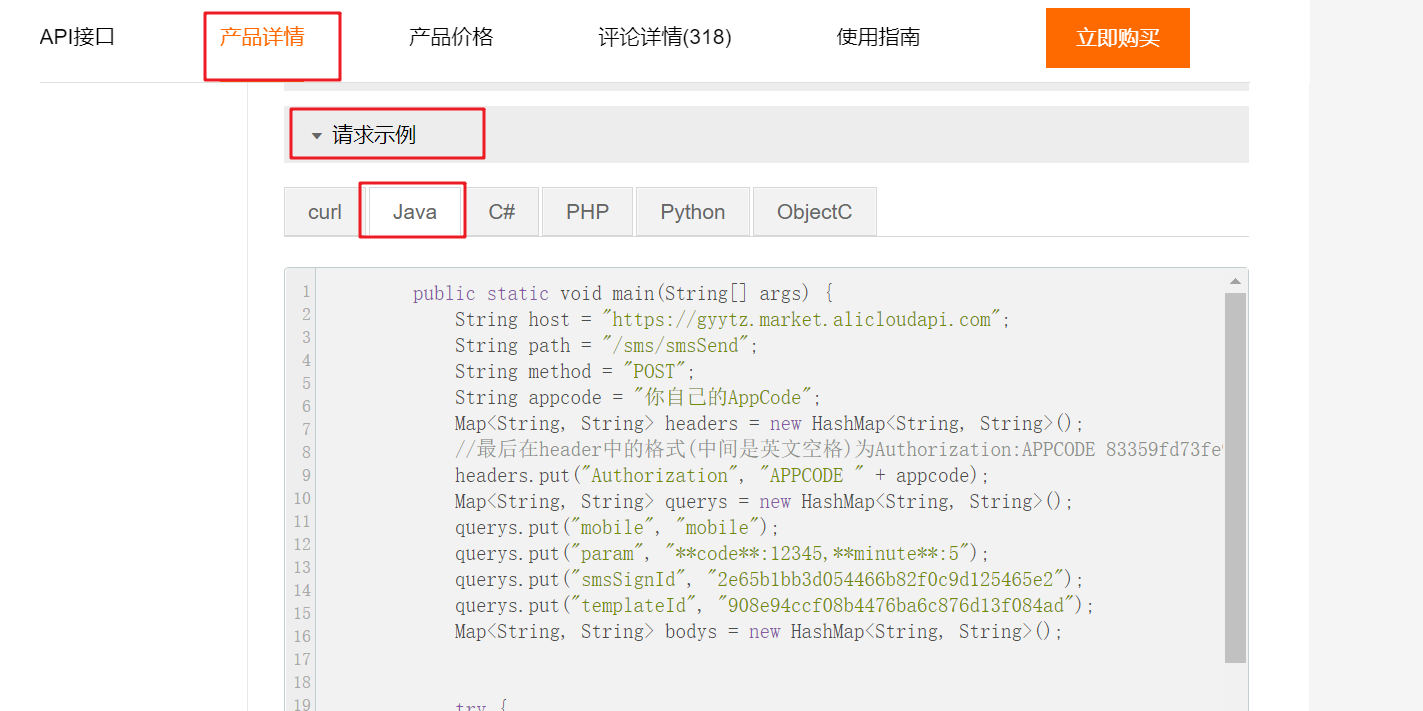 API接口 产品详情 产品价格 评论详情(318) 使用指南 立即购买
请求示例
curl Java C# PHP Python ObjectC
1 public static void main(String[] args) {
2 String host = "https://gyytz.market.alicloudapi.com";
3 String path = "/sms/smsSend";
4 String method = "POST";
5 String appcode = "你自己的AppCode";
6 Map<String, String> headers = new HashMap<String, String>();
7 //最后在header中的格式(中间是英文空格)为Authorization:APPCODE 83359fd73fe
8 headers.put("Authorization", "APPCODE " + appcode);
9 Map<String, String> querys = new HashMap<String, String>();
10 querys.put("mobile", "mobile");
11 querys.put("param", "**code**:12345,**minute**:5");
12 querys.put("smsSignId", "2e65b1bb3d054466b82f0c9d125465e2");
13 querys.put("templateId", "908e94ccf08b4476ba6c876d13f084ad");
14 Map<String, String> bodys = new HashMap<String, String>();
15
16
17 try {
18
19